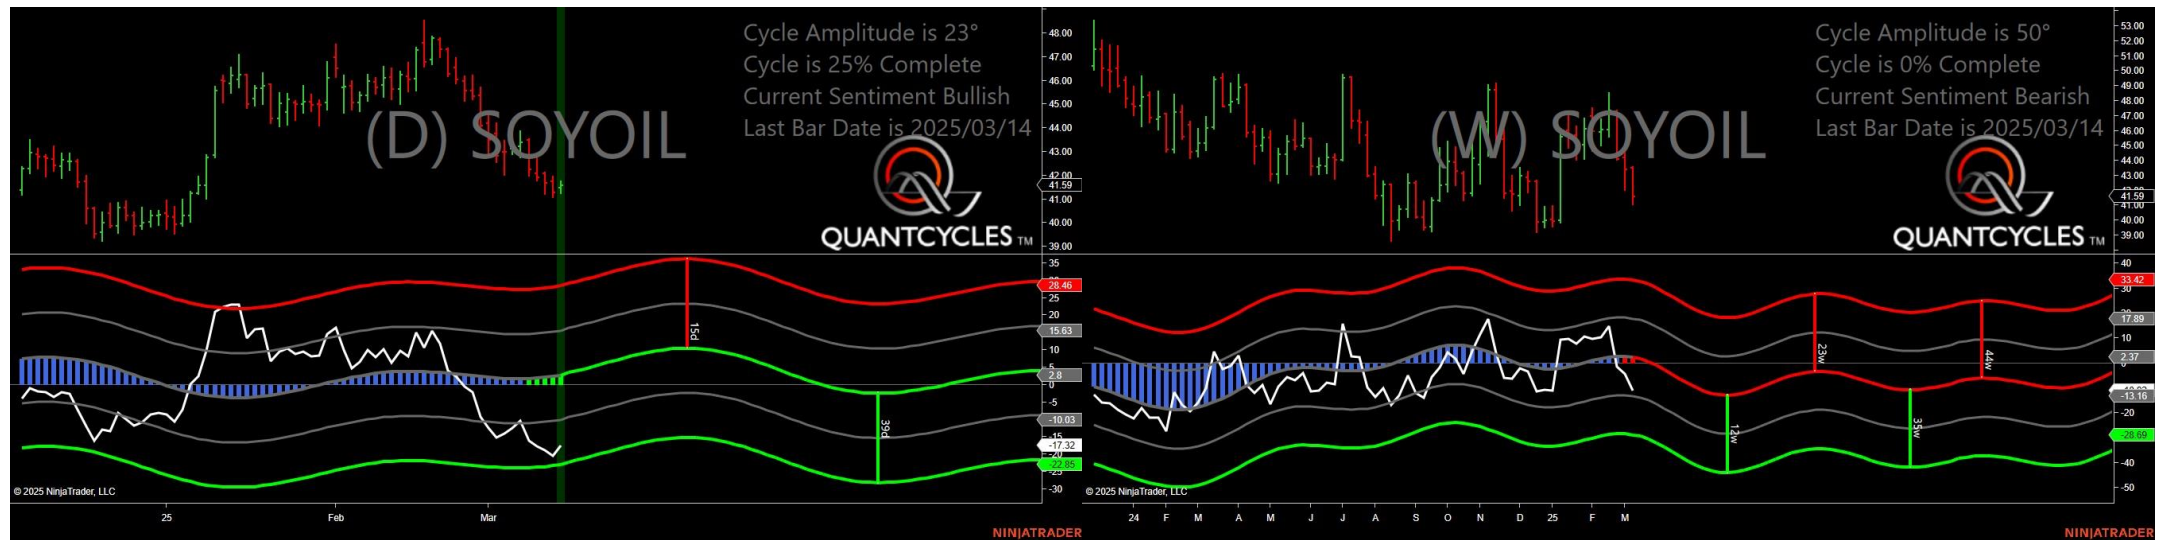 Cycle Amplitude is 23°
Cycle is 25% Complete
Current Sentiment Bullish
Last Bar Date is 2025/03/14
(D) SOYOIL
QUANTCYCLES TM
48.00
47.00
46.00
45.00
44.00
43.00
42.00
41.59
41.00
40.00
39.00
35
28.46
25
20
15.63
10
5
2.8
0
-5
-10.03
-15
-17.32
-22.85
-25
-30
15d
39d
© 2025 NinjaTrader, LLC
25
Feb
Mar
NINJATRADER
Cycle Amplitude is 50°
Cycle is 0% Complete
Current Sentiment Bearish
Last Bar Date is 2025/03/14
(W) SOYOIL
QUANTCYCLES TM
53.00
52.00
51.00
50.00
49.00
48.00
47.00
46.00
45.00
44.00
43.00
41.59
41.00
40.00
39.00
40
33.42
30
17.89
10
2.37
0
-13.16
-20
-28.69
-40
-50
23w
44w
12w
35w
© 2025 NinjaTrader, LLC
24 F M A M J J A S O N D 25 F M
NINJATRADER